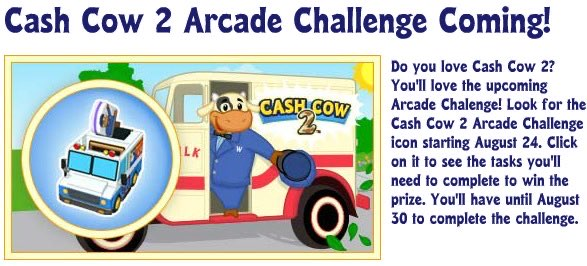 Cash Cow 2 Arcade Challenge Coming!
CASH COW
2
LK
W
Do you love Cash Cow 2?
You'll love the upcoming
Arcade Chalenge! Look for the
Cash Cow 2 Arcade Challenge
icon starting August 24. Click
on it to see the tasks you'll
need to complete to win the
prize. You'll have until August
30 to complete the challenge.